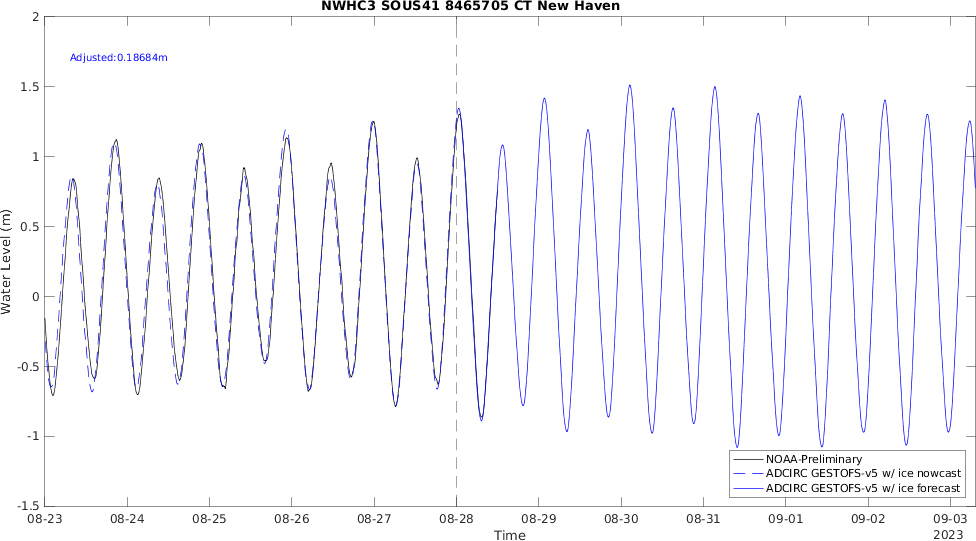 NWHC3 SOUS41 8465705 CT New Haven
Adjusted:0.18684m
Water Level (m)
2
1.5
1
0.5
0
-0.5
-1
-1.5
NOAA-Preliminary
ADCIRC GESTOFS-v5 w/ ice nowcast
ADCIRC GESTOFS-v5 w/ ice forecast
08-23 08-24 08-25 08-26 08-27 08-28 08-29 08-30 08-31 09-01 09-02 09-03
Time
2023